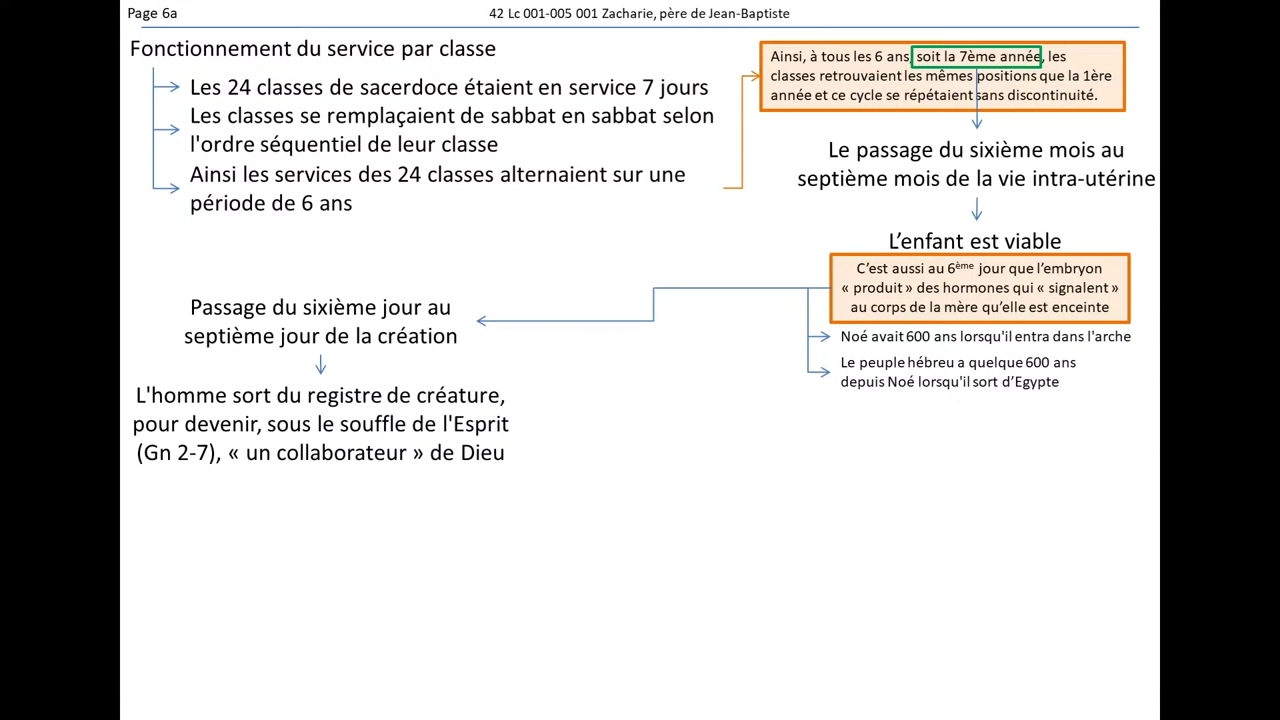 Page 6a
42 Lc 001-005 001 Zacharie, père de Jean-Baptiste
Fonctionnement du service par classe
Les 24 classes de sacerdoce étaient en service 7 jours
Les classes se remplaçaient de sabbat en sabbat selon
l'ordre séquentiel de leur classe
Ainsi les services des 24 classes alternaient sur une
période de 6 ans
Ainsi, à tous les 6 ans, soit la 7ème année, les
classes retrouvaient les mêmes positions que la 1ère
année et ce cycle se répétaient sans discontinuité.
Le passage du sixième mois au
septième mois de la vie intra-utérine
L’enfant est viable
C’est aussi au 6ème jour que l’embryon
« produit » des hormones qui « signalent »
au corps de la mère qu’elle est enceinte
Noé avait 600 ans lorsqu'il entra dans l'arche
Le peuple hébreu a quelque 600 ans
depuis Noé lorsqu'il sort d’Egypte
Passage du sixième jour au
septième jour de la création
L'homme sort du registre de créature,
pour devenir, sous le souffle de l'Esprit
(Gn 2-7), « un collaborateur » de Dieu